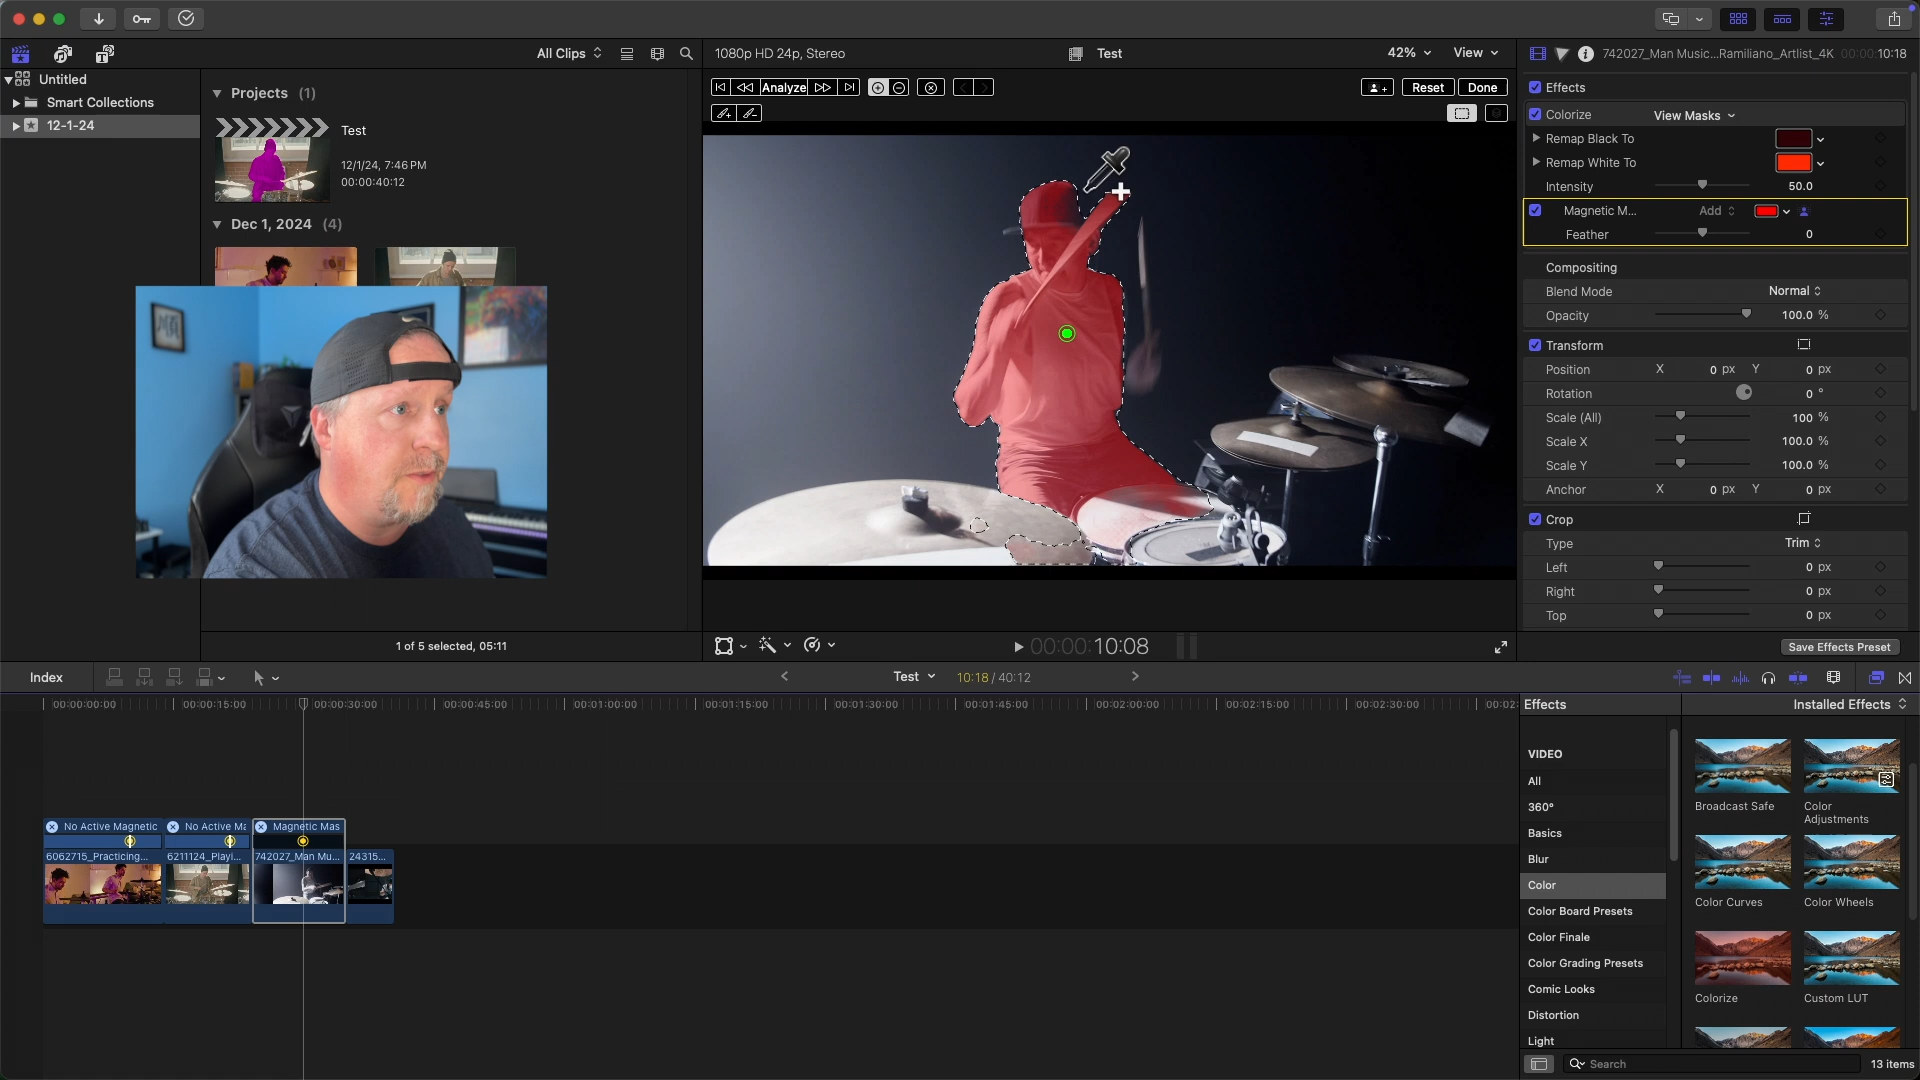 All Clips
1080p HD 24p, Stereo
Test
42%
View
742027_Man Music...Ramiliano_Artlist_4K
00:00:10:18
Untitled
Smart Collections
12-1-24
Projects (1)
Test
12/1/24, 7:46 PM
00:00:40:12
Dec 1, 2024 (4)
1 of 5 selected, 05:11
Analyze
Reset
Done
00:00:10:08
Effects
Colorize
View Masks
Remap Black To
Remap White To
Intensity
50.0
Magnetic M...
Add
Feather
0
Compositing
Blend Mode
Normal
Opacity
100.0 %
Transform
Position
X
0 px
Y
0 px
Rotation
0 °
Scale (All)
100 %
Scale X
100.0 %
Scale Y
100.0 %
Anchor
X
0 px
Y
0 px
Crop
Type
Trim
Left
0 px
Right
0 px
Top
0 px
Save Effects Preset
Index
Test
10:18 / 40:12
00:00:00:00
00:00:15:00
00:00:30:00
00:00:45:00
00:01:00:00
00:01:15:00
00:01:30:00
00:01:45:00
00:02:00:00
00:02:15:00
00:02:30:00
00:02:
No Active Magnetic
No Active Ma
Magnetic Mas
6062715_Practicing...
6211124_Playi...
742027_Man Mu...
24315...
Effects
Installed Effects
VIDEO
All
360°
Basics
Blur
Color
Color Board Presets
Color Finale
Color Grading Presets
Comic Looks
Distortion
Light
Broadcast Safe
Color
Adjustments
Color Curves
Color Wheels
Colorize
Custom LUT
Search
13 items